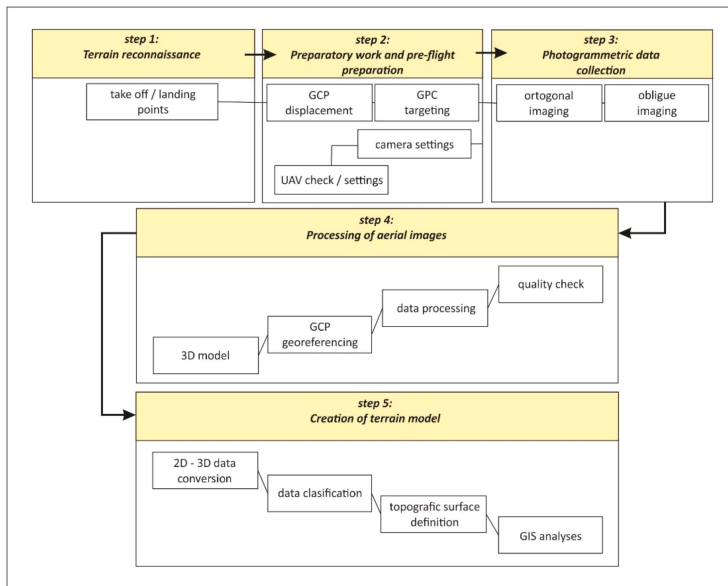 step 1:
Terrain reconnaissance
step 2:
Preparatory work and pre-flight
preparation
step 3:
Photogrammetric data
collection
take off / landing
points
GCP
displacement
GPC
targeting
ortogonal
imaging
obligue
imaging
camera settings
UAV check / settings
step 4:
Processing of aerial images
quality check
data processing
GCP
georeferencing
3D model
step 5:
Creation of terrain model
2D - 3D data
conversion
data clasification
topografic surface
definition
GIS analyses